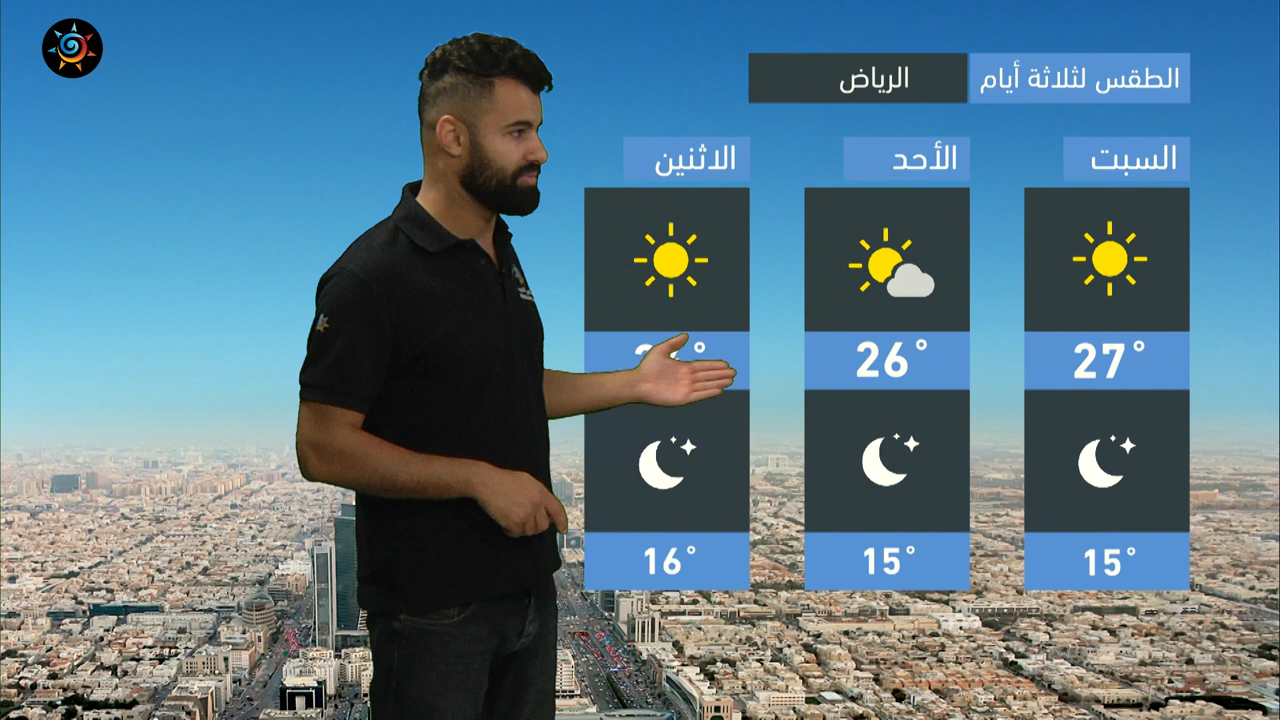 الطقس لثلاثة أيام
الرياض
السبت
الأحد
الاثنين
27°
26°
15°
15°
16°